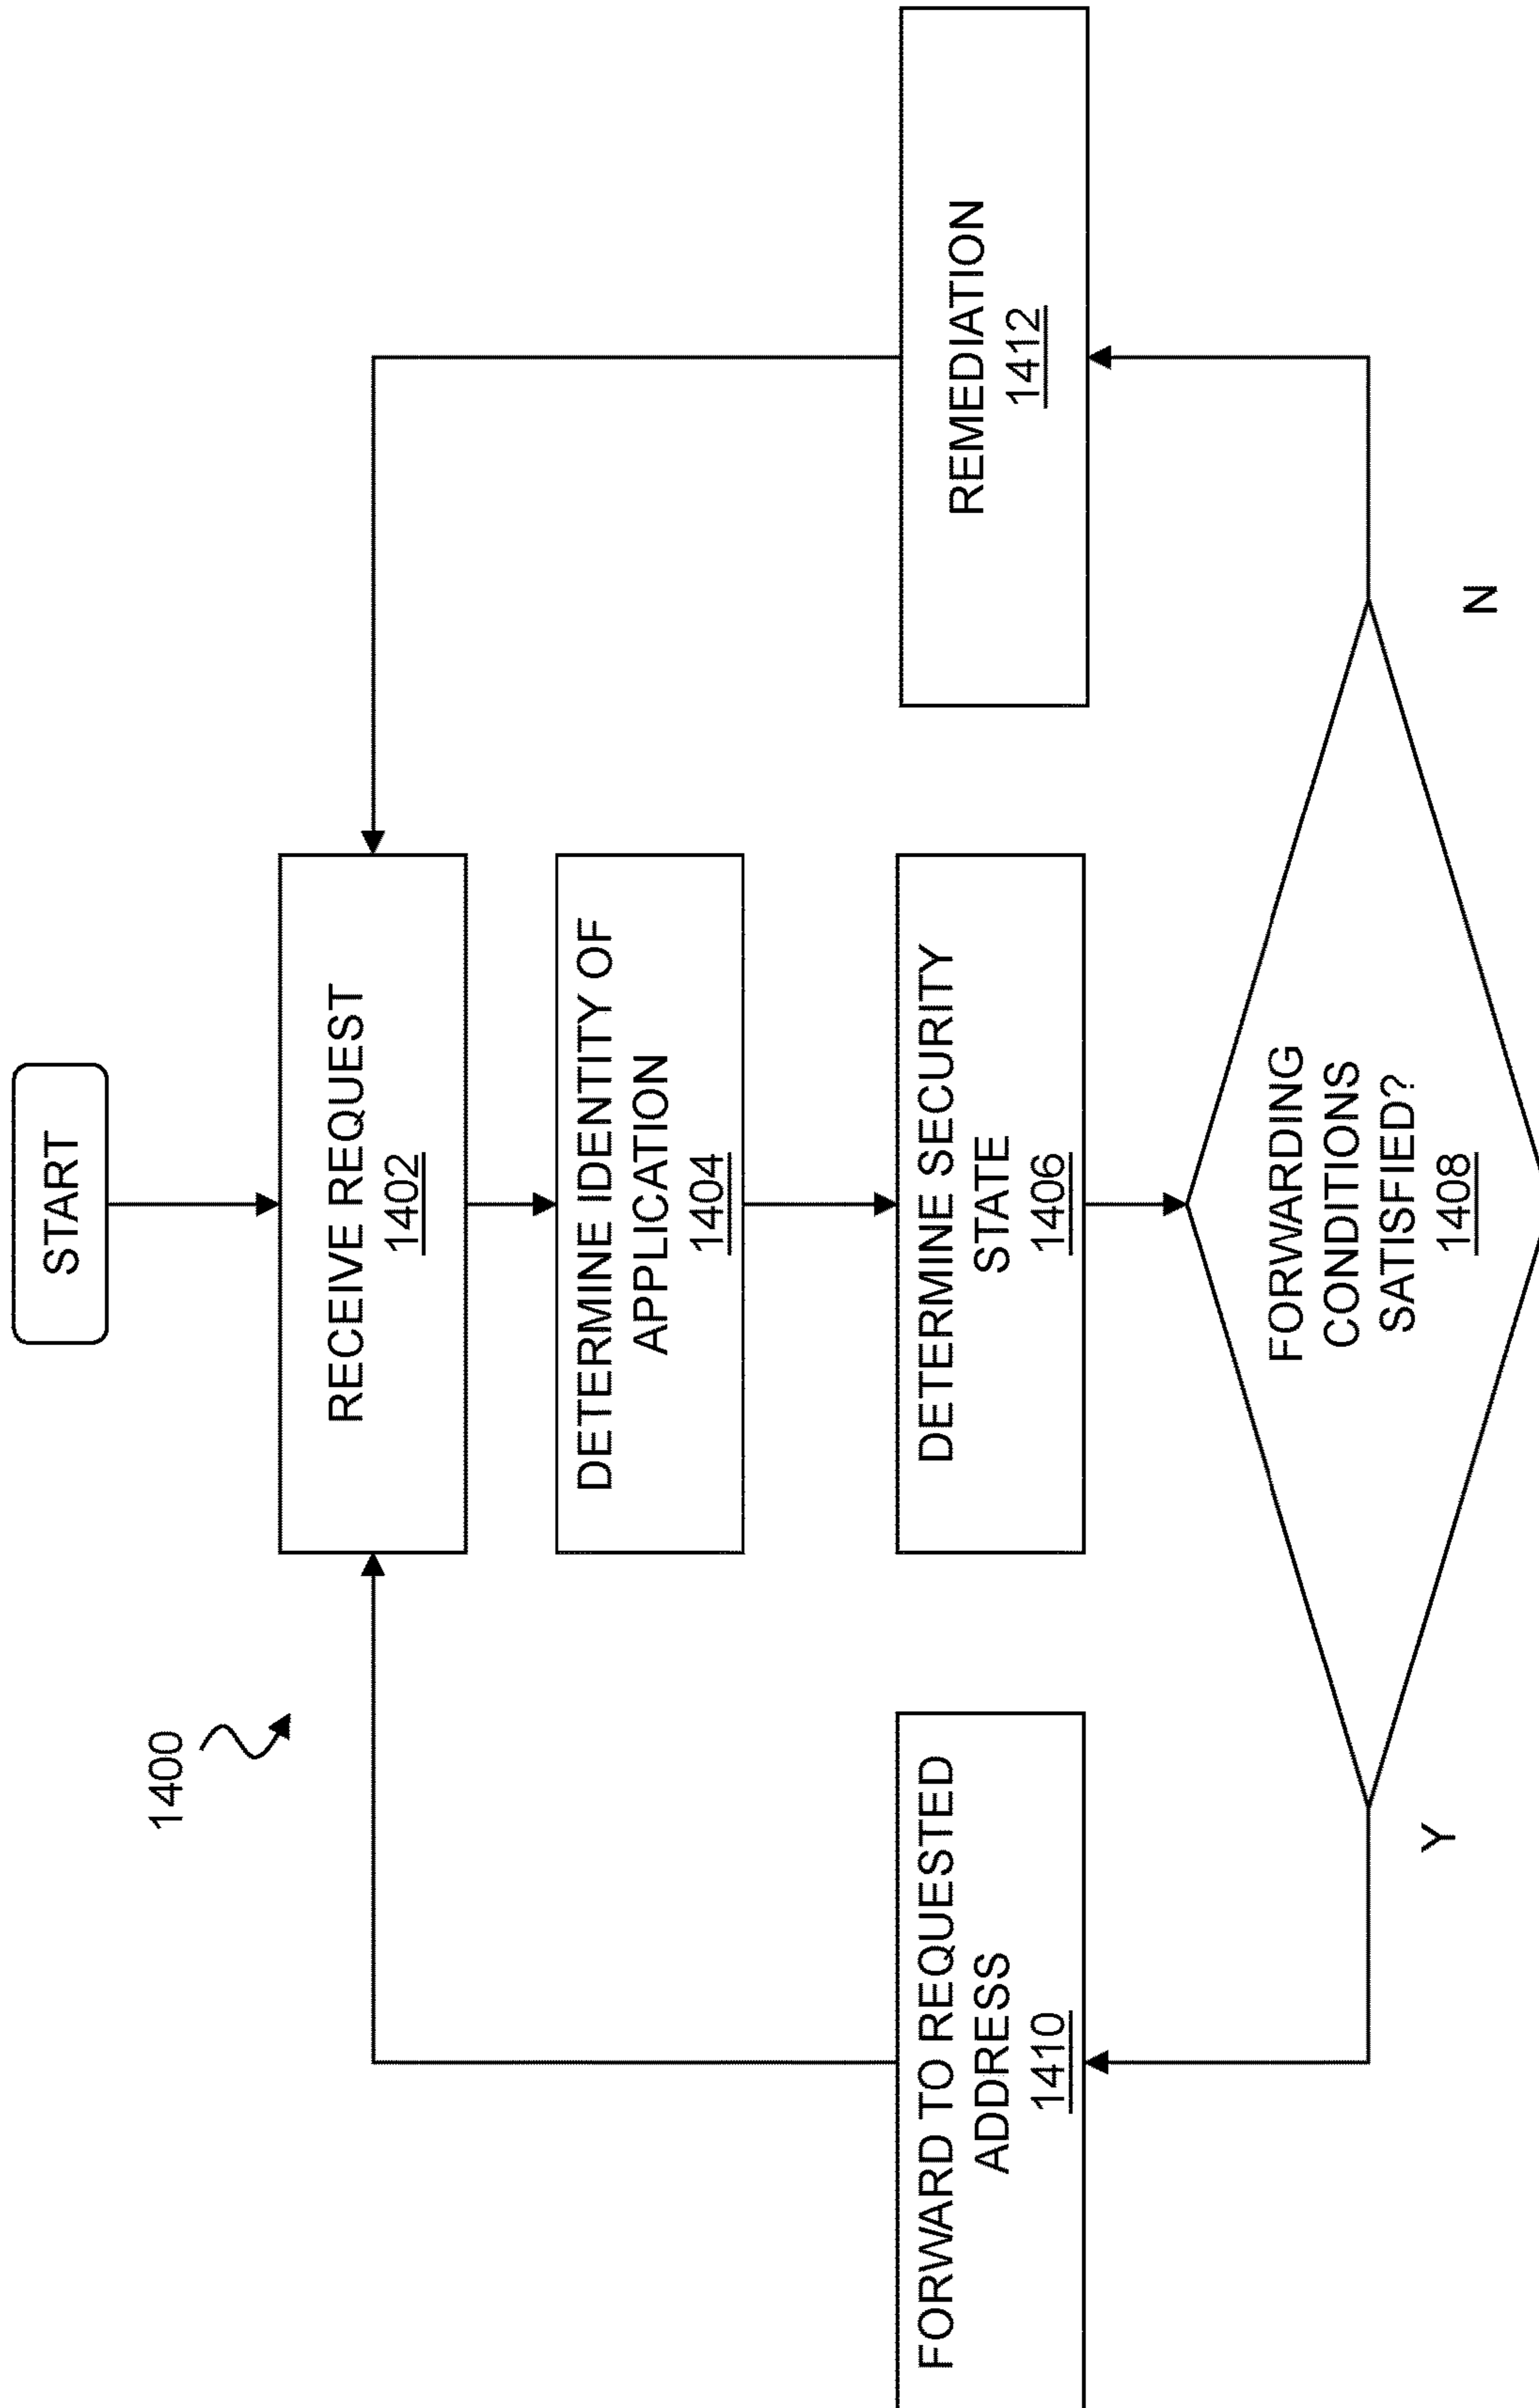 START
1400
RECEIVE REQUEST
1402
DETERMINE IDENTITY OF
APPLICATION
1404
DETERMINE SECURITY
STATE
1406
FORWARDING
CONDITIONS
SATISFIED?
1408
Y
N
FORWARD TO REQUESTED
ADDRESS
1410
REMEDIATION
1412